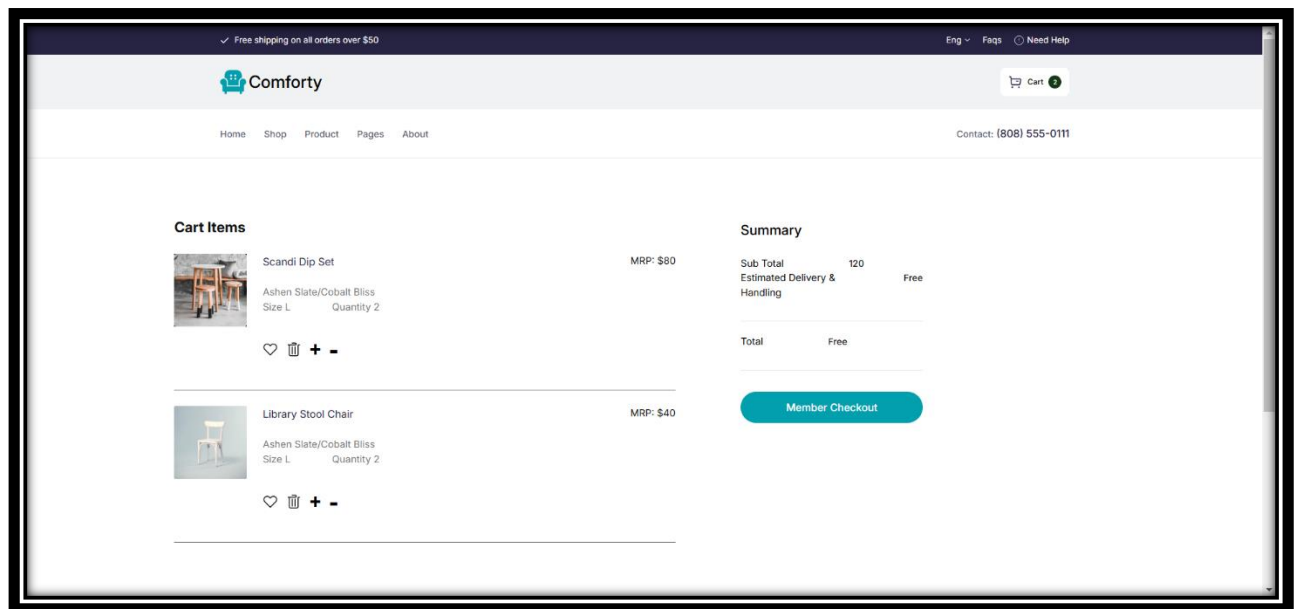 Free shipping on all orders over $50
Eng Faqs Need Help
Comforty
Cart 2
Home Shop Product Pages About
Contact: (808) 555-0111
Cart Items
Scandi Dip Set MRP: $80
Ashen Slate/Cobalt Bliss
Size L Quantity 2
+ -
Library Stool Chair MRP: $40
Ashen Slate/Cobalt Bliss
Size L Quantity 2
+ -
Summary
Sub Total 120
Estimated Delivery & Free
Handling
Total Free
Member Checkout